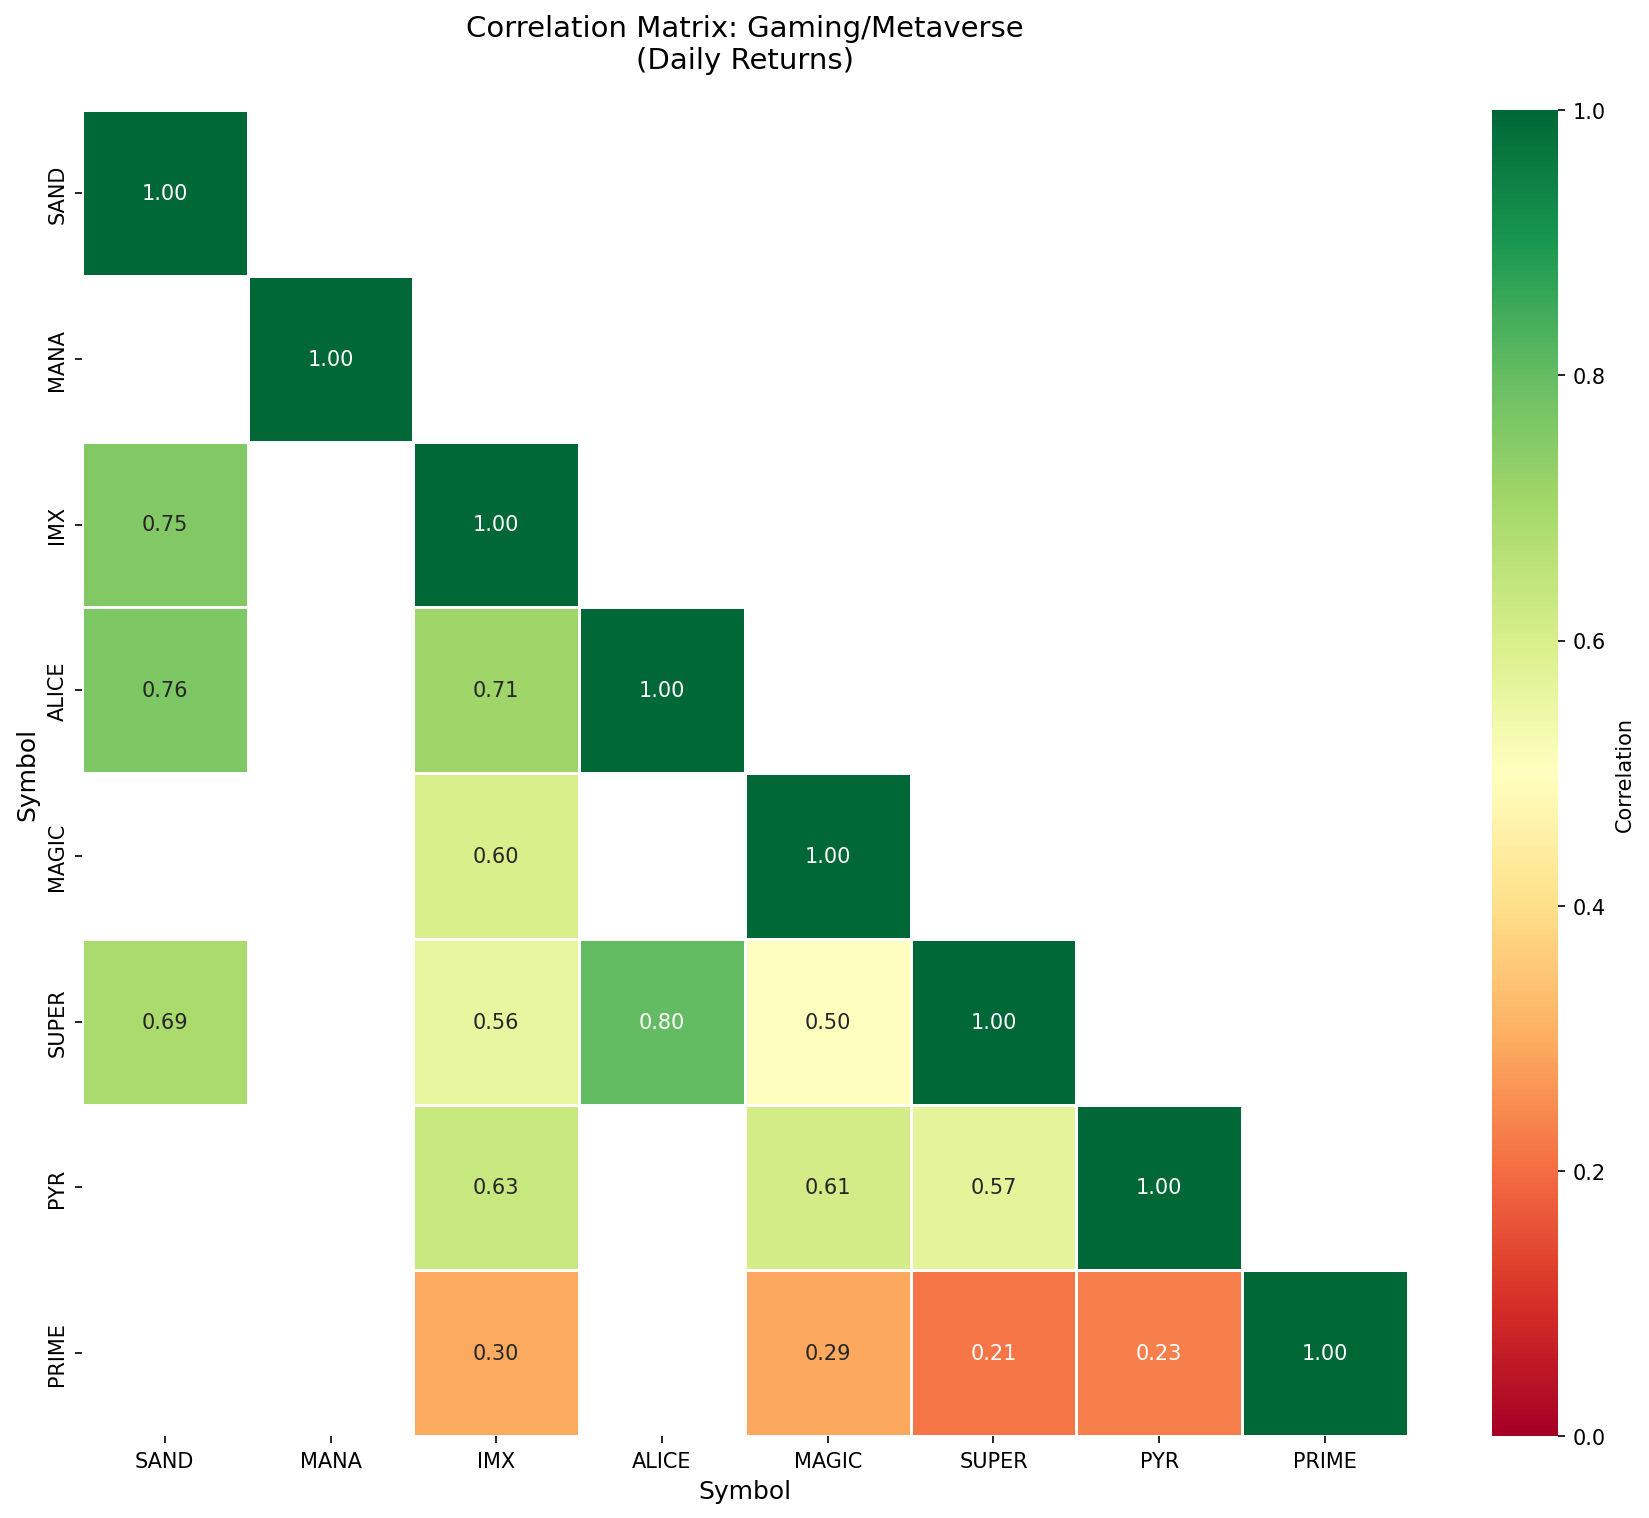 Correlation Matrix: Gaming/Metaverse
(Daily Returns)
SAND 1.00
MANA 1.00
IMX 0.75 1.00
ALICE 0.76 0.71 1.00
MAGIC 0.60 1.00
SUPER 0.69 0.56 0.80 0.50 1.00
PYR 0.63 0.61 0.57 1.00
PRIME 0.30 0.29 0.21 0.23 1.00
SAND MANA IMX ALICE MAGIC SUPER PYR PRIME
Symbol
Symbol
1.0
0.8
0.6
0.4
0.2
0.0
Correlation